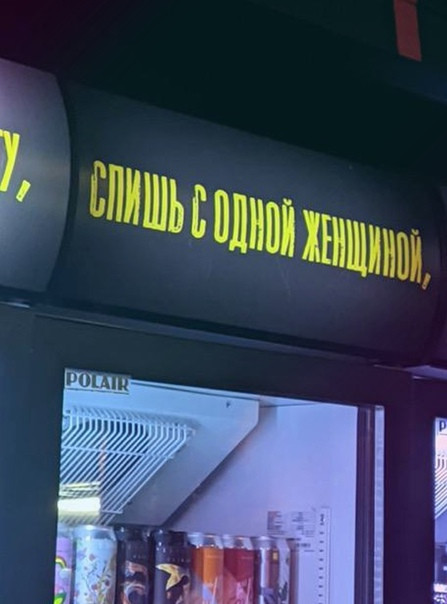 У,
СПИШЬ С ОДНОЙ ЖЕНЩИНОЙ,
POLAIR